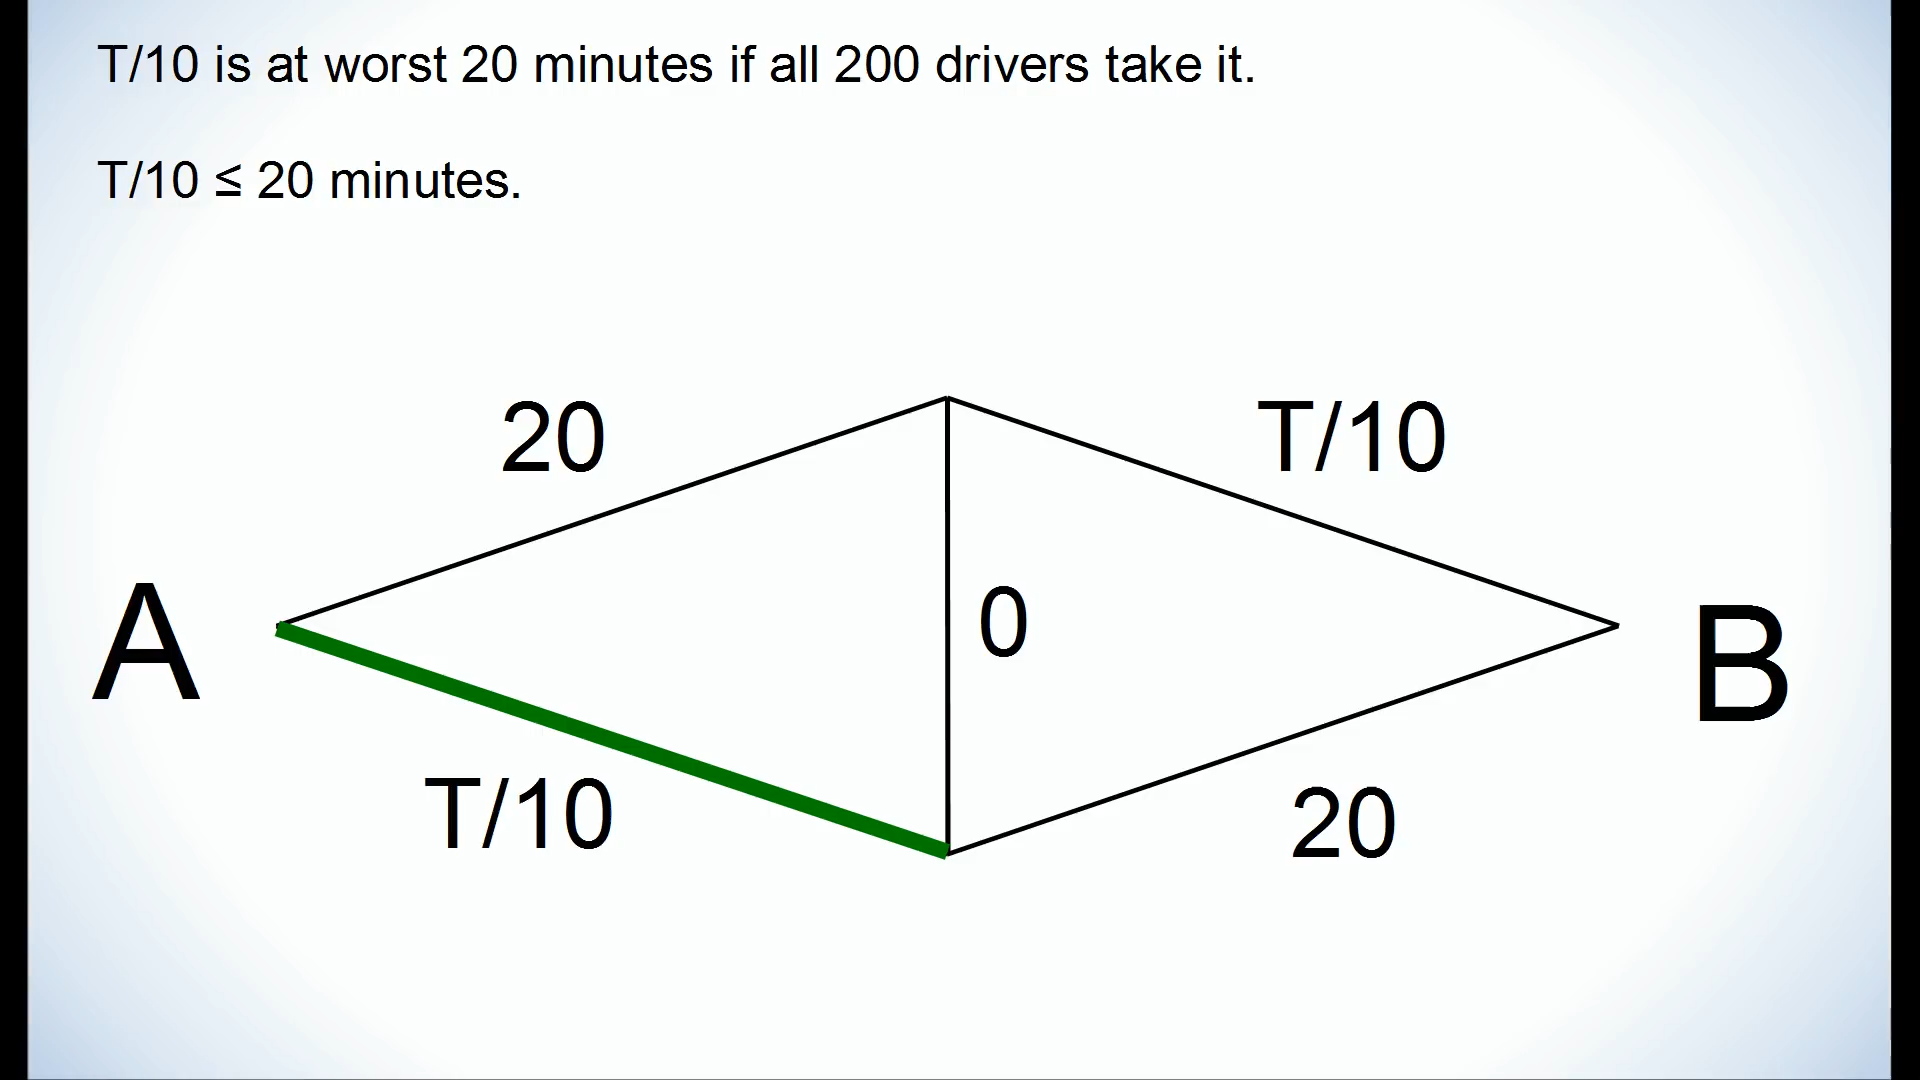 T/10 is at worst 20 minutes if all 200 drivers take it.
T/10 ≤ 20 minutes.
20
T/10
A
0
B
T/10
20